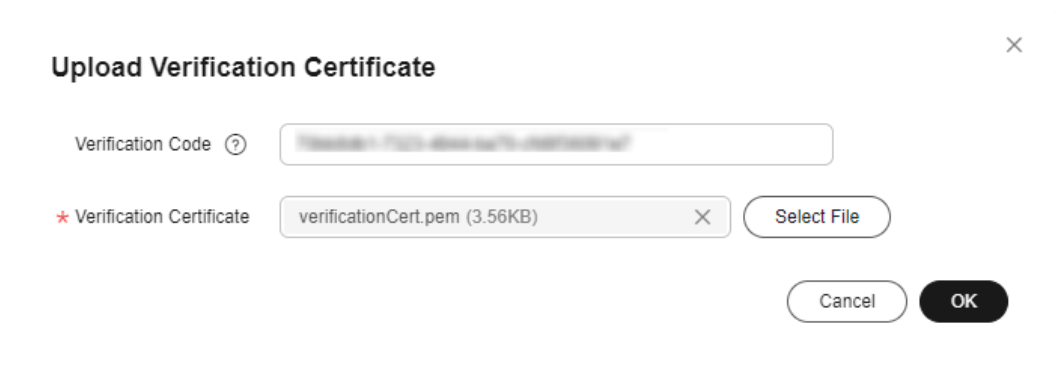 Upload Verification Certificate
Verification Code ?
* Verification Certificate verificationCert.pem (3.56KB) Select File
Cancel OK